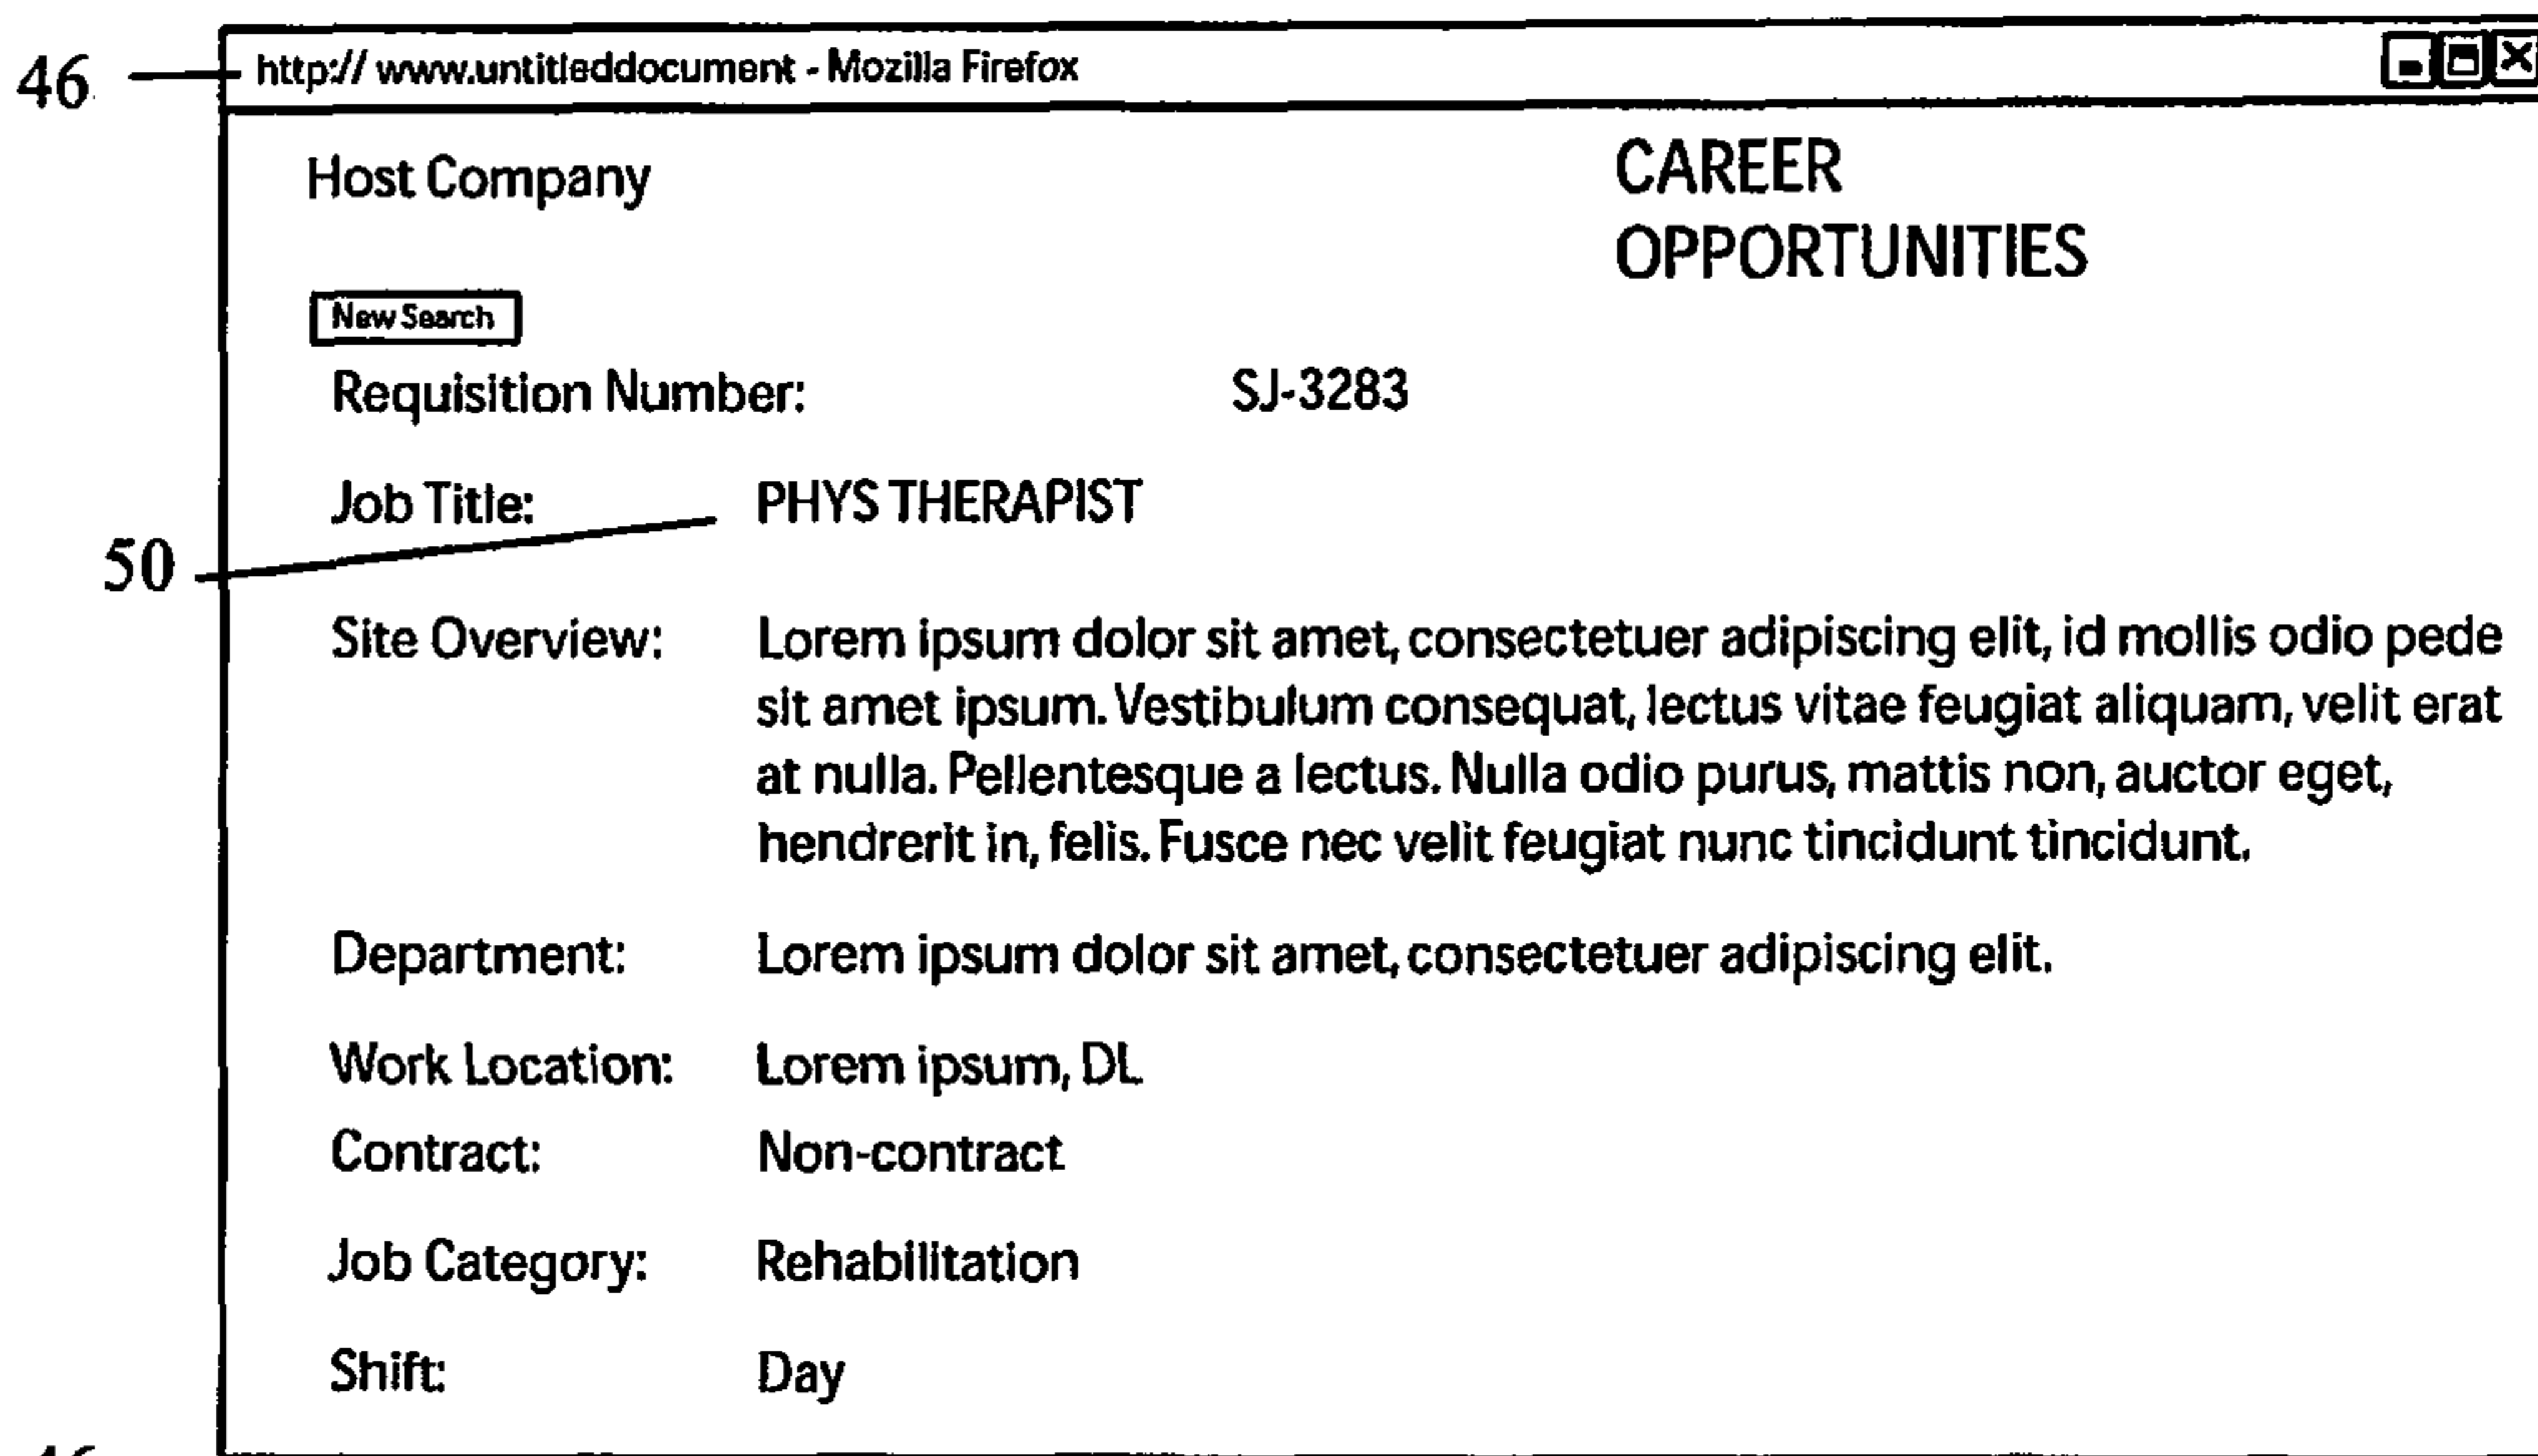 46 http:// www.untitleddocument - Mozilla Firefox
Host Company
CAREER
OPPORTUNITIES
New Search
Requisition Number: SJ-3283
Job Title: PHYS THERAPIST
50
Site Overview: Lorem ipsum dolor sit amet, consectetuer adipiscing elit, id mollis odio pede
sit amet ipsum. Vestibulum consequat, lectus vitae feugiat aliquam, velit erat
at nulla. Pellentesque a lectus. Nulla odio purus, mattis non, auctor eget,
hendrerit in, felis. Fusce nec velit feugiat nunc tincidunt tincidunt.
Department: Lorem ipsum dolor sit amet, consectetuer adipiscing elit.
Work Location: Lorem ipsum, DL
Contract: Non-contract
Job Category: Rehabilitation
Shift: Day